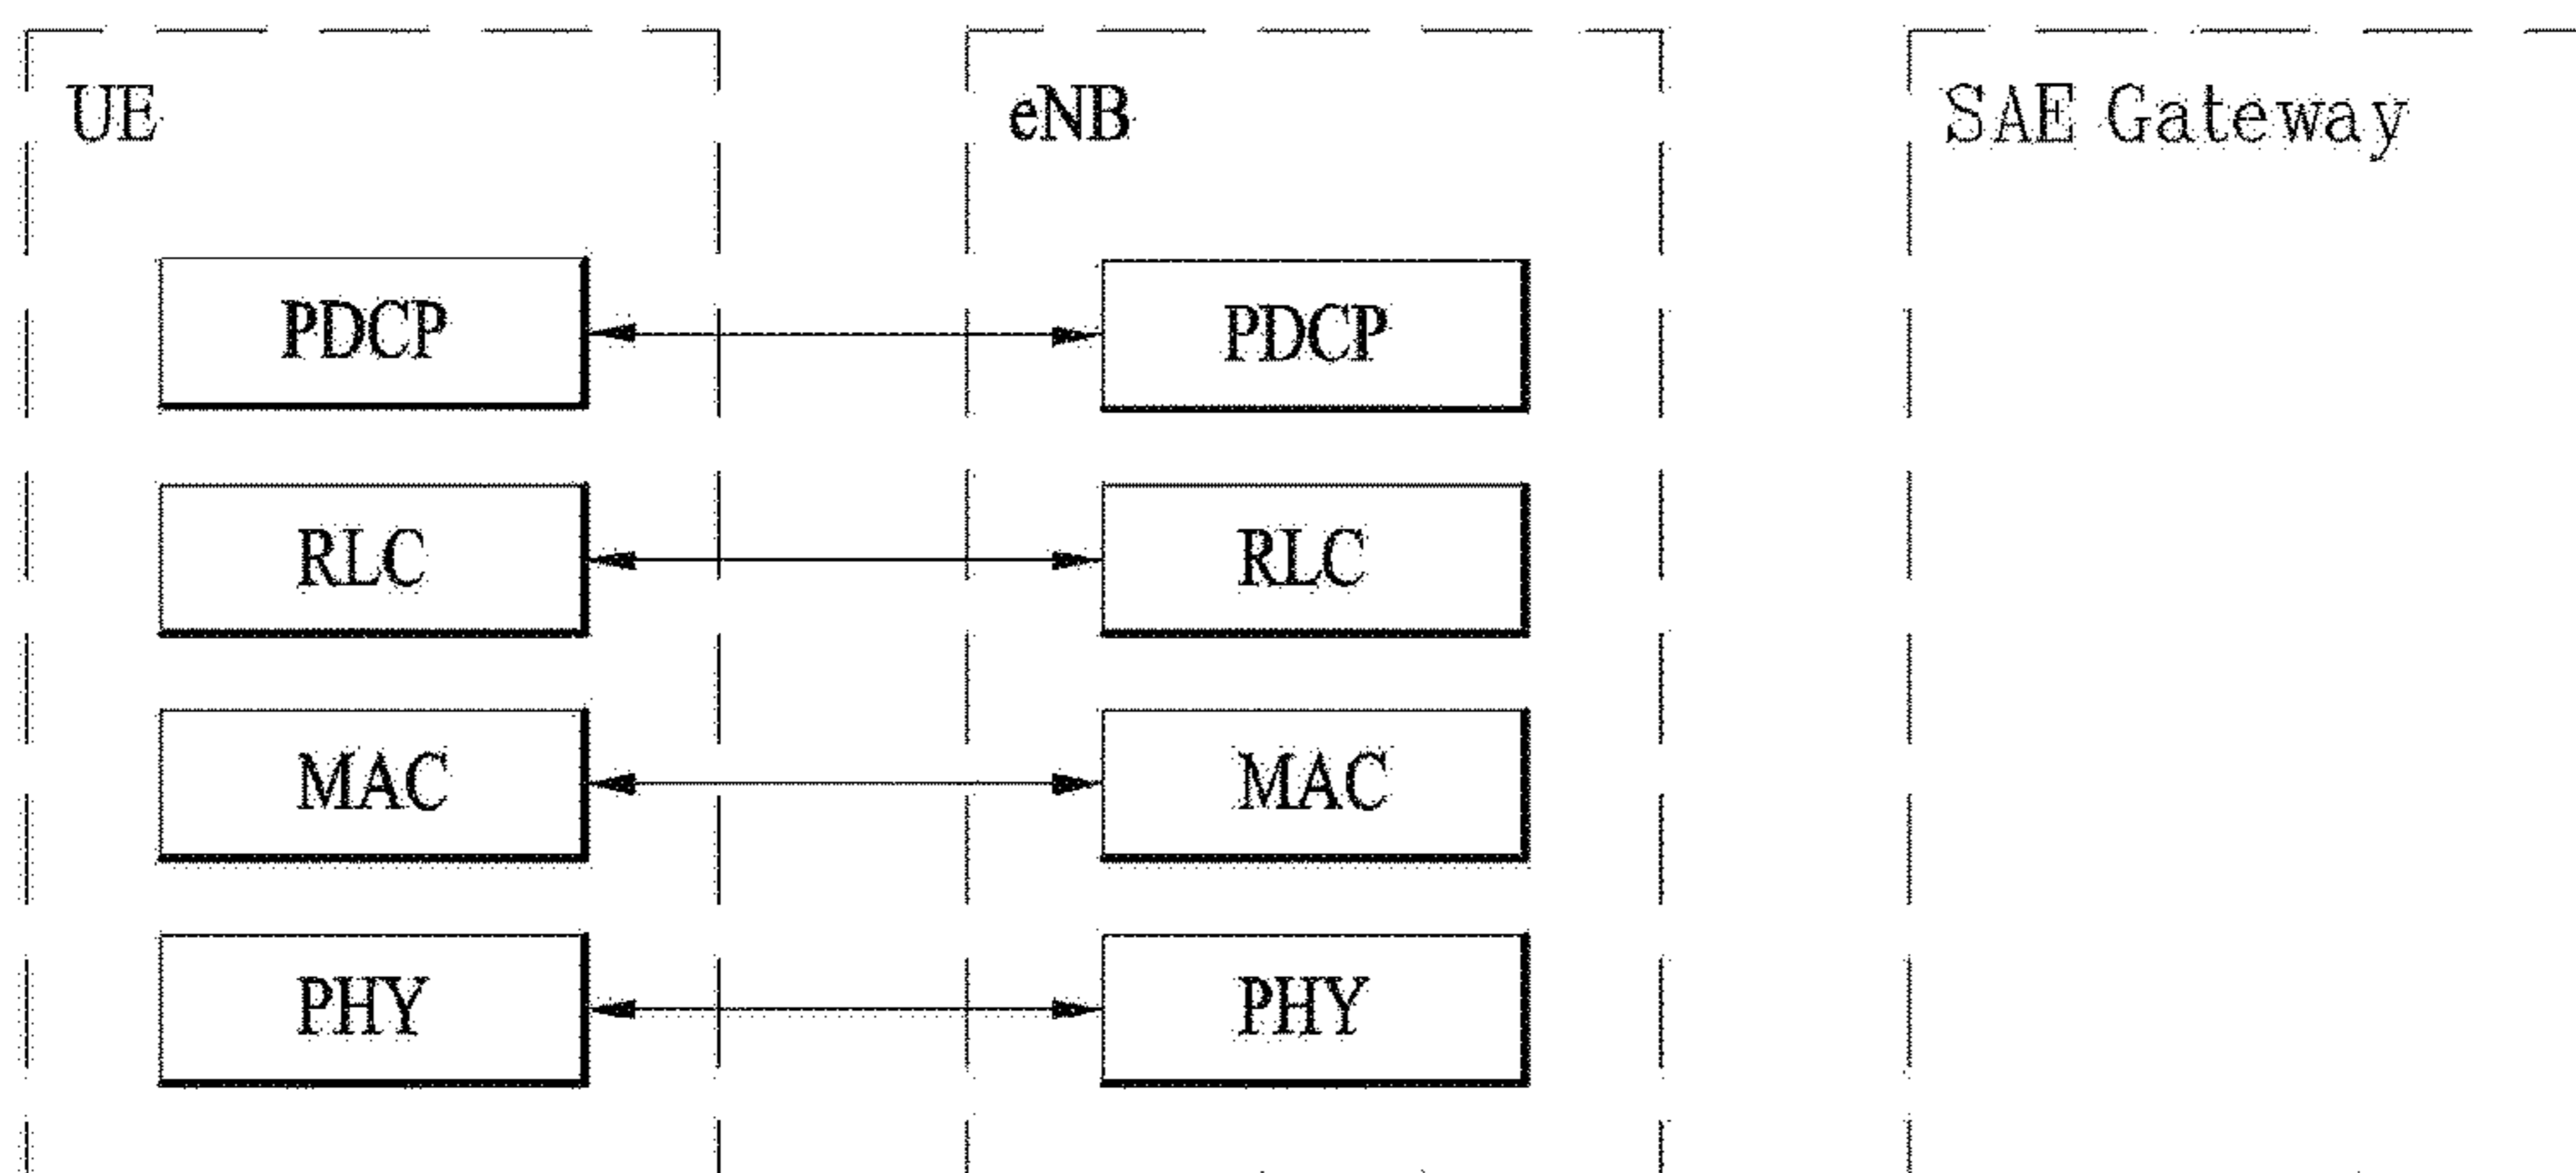 UE eNB SAE Gateway
PDCP PDCP
RLC RLC
MAC MAC
PHY PHY